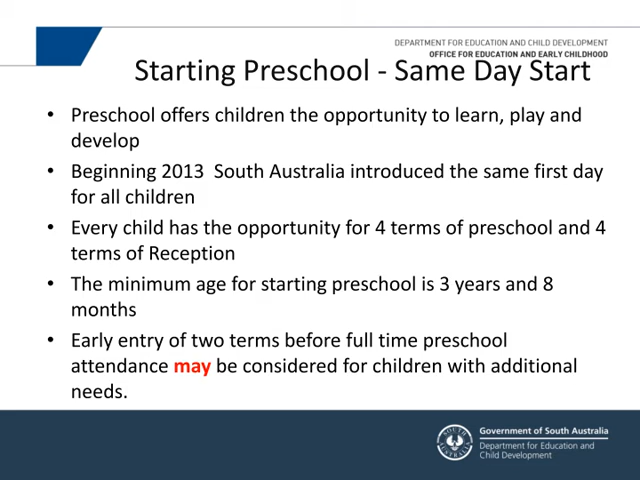 DEPARTMENT FOR EDUCATION AND CHILD DEVELOPMENT
OFFICE FOR EDUCATION AND EARLY CHILDHOOD
Starting Preschool - Same Day Start
• Preschool offers children the opportunity to learn, play and
develop
• Beginning 2013 South Australia introduced the same first day
for all children
• Every child has the opportunity for 4 terms of preschool and 4
terms of Reception
• The minimum age for starting preschool is 3 years and 8
months
• Early entry of two terms before full time preschool
attendance may be considered for children with additional
needs.
SOUTH AUSTRALIA
Government of South Australia
Department for Education and
Child Development